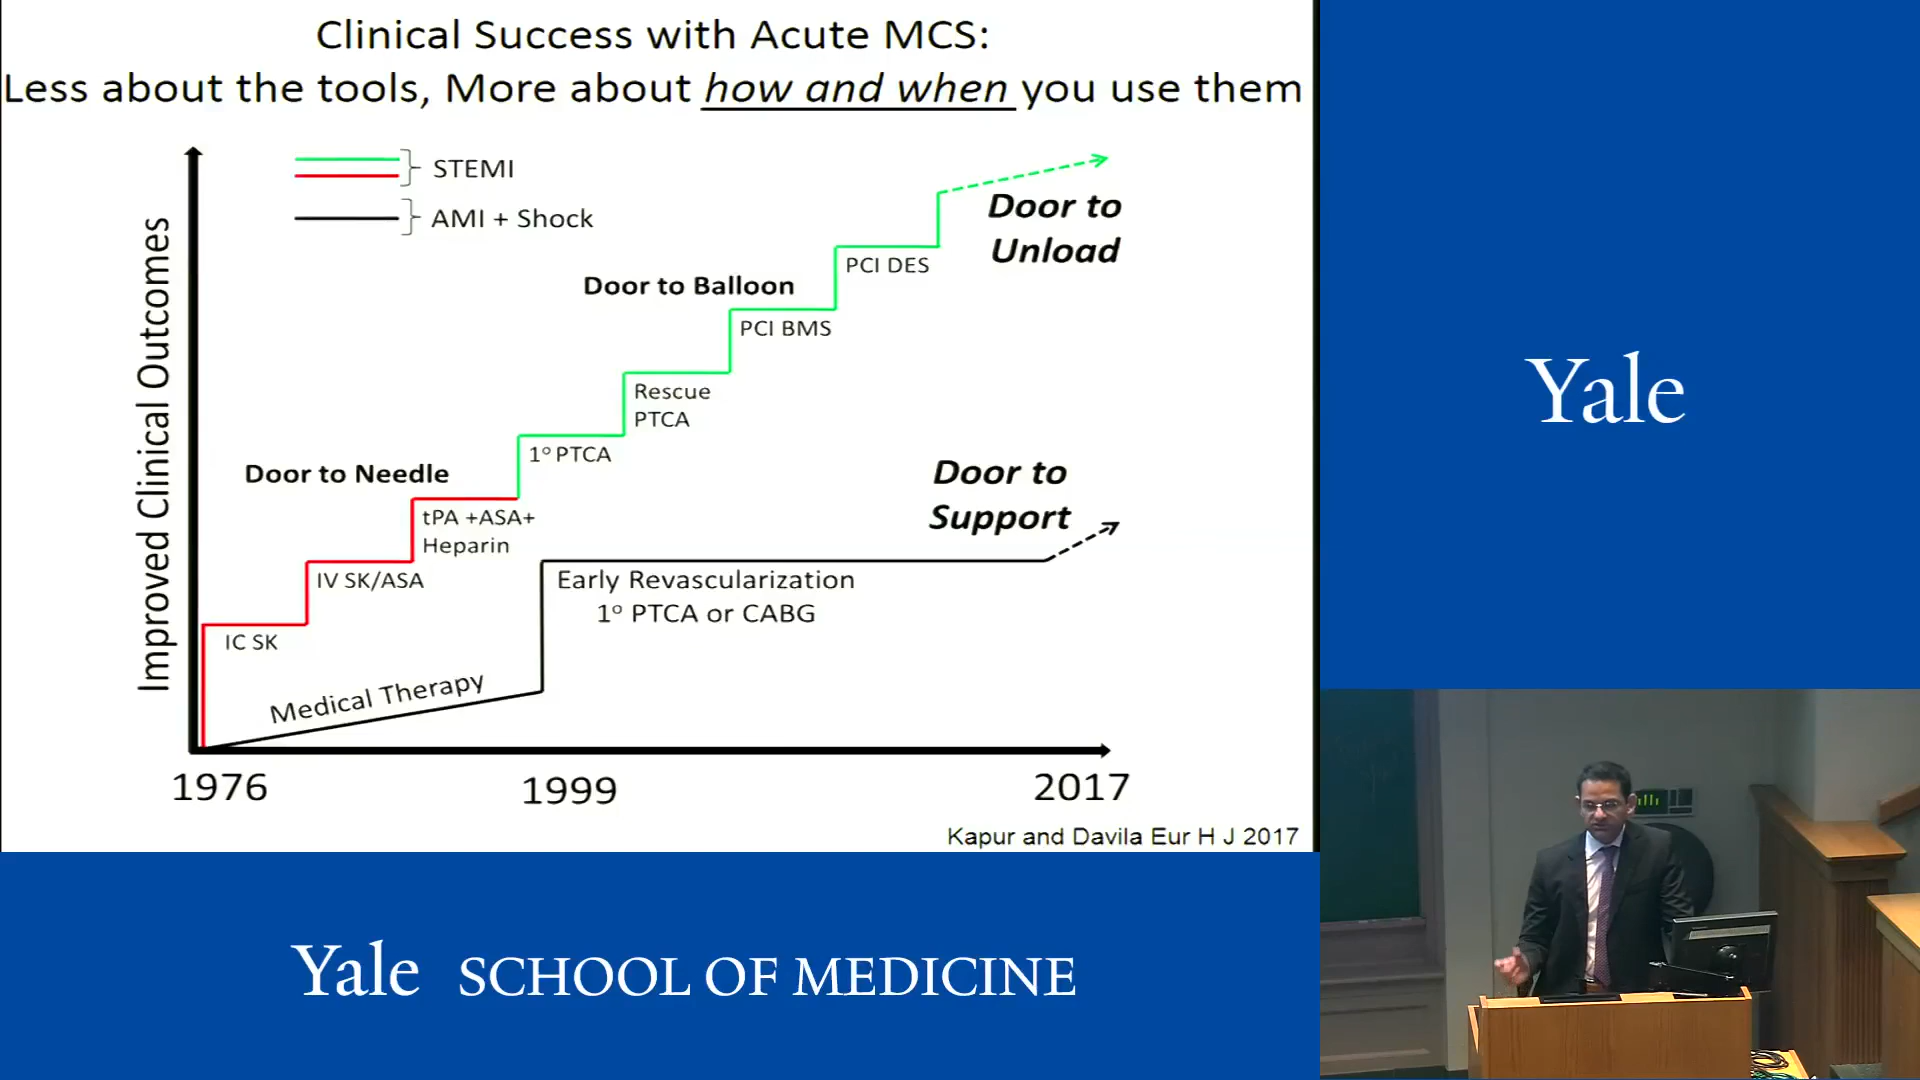 Clinical Success with Acute MCS:
Less about the tools, More about how and when you use them
STEMI
AMI + Shock
Door to
Unload
PCI DES
Door to Balloon
PCI BMS
Rescue
PTCA
1º PTCA
Door to Needle
tPA +ASA+
Heparin
IV SK/ASA
IC SK
Door to
Support
Early Revascularization
1º PTCA or CABG
Medical Therapy
Improved Clinical Outcomes
1976
1999
2017
Kapur and Davila Eur H J 2017
Yale
Yale SCHOOL OF MEDICINE